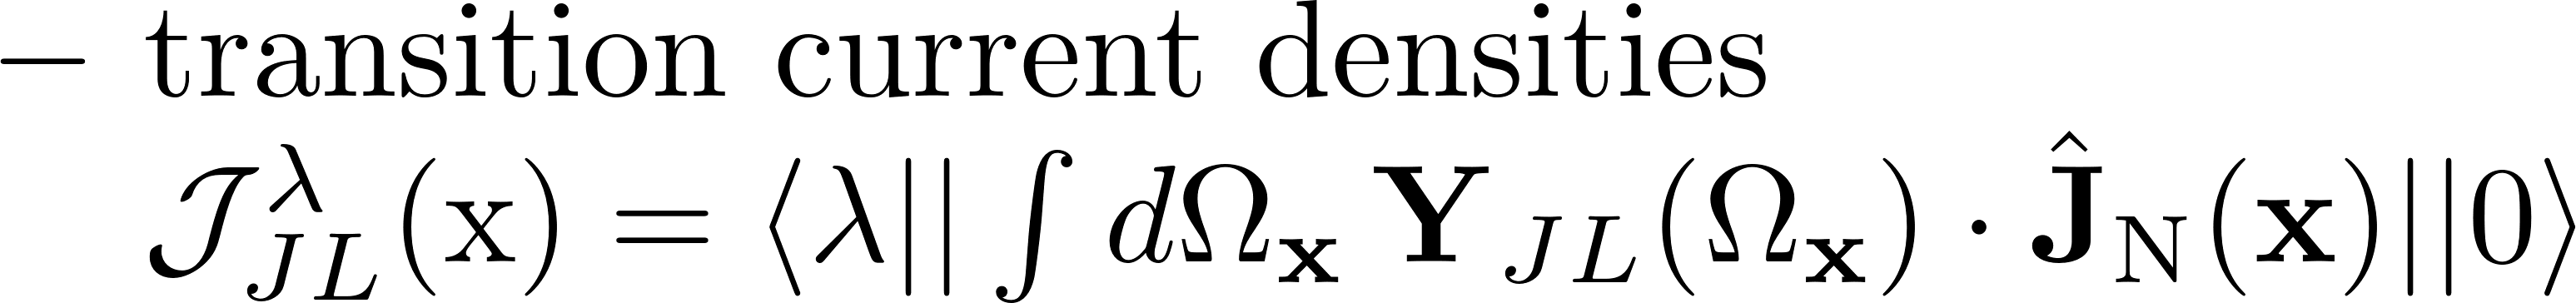 – transition current densities
𝒥^λ_{JL}(x) = ⟨λ|| ∫ dΩ_𝐱 𝐘_{JL}(Ω_𝐱) · 𝐉̂_N(𝐱)||0⟩